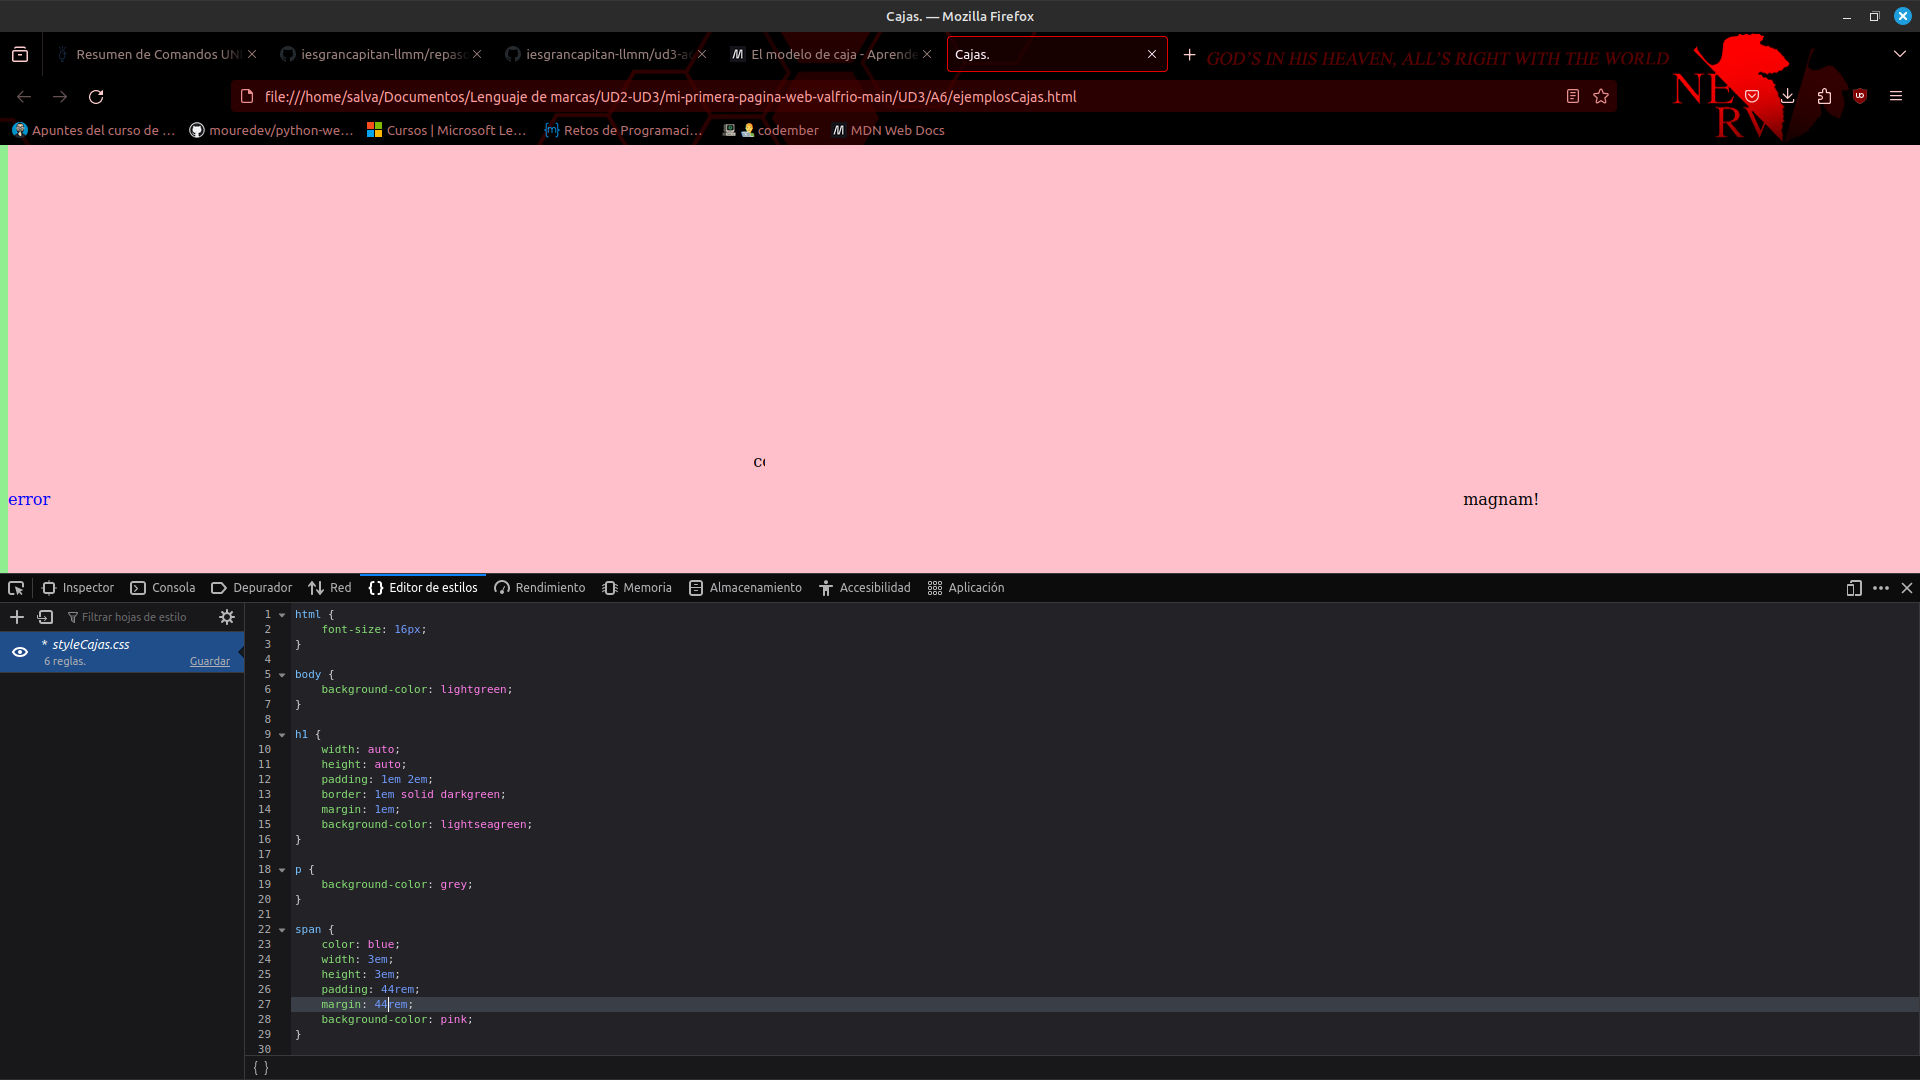 Cajas. — Mozilla Firefox
Resumen de Comandos UN
iesgrancapitan-llmm/repaso
iesgrancapitan-llmm/ud3-a
El modelo de caja - Aprende
Cajas.
GOD'S IN HIS HEAVEN, ALL'S RIGHT WITH THE WORLD
NERV
file:///home/salva/Documentos/Lenguaje de marcas/UD2-UD3/mi-primera-pagina-web-valfrio-main/UD3/A6/ejemplosCajas.html
Apuntes del curso de ...
mouredev/python-we...
Cursos | Microsoft Le...
Retos de Programaci...
codember
MDN Web Docs
error
magnam!
Inspector
Consola
Depurador
Red
Editor de estilos
Rendimiento
Memoria
Almacenamiento
Accesibilidad
Aplicación
Filtrar hojas de estilo
* styleCajas.css
6 reglas.
Guardar
1 html {
2 font-size: 16px;
3 }
4
5 body {
6 background-color: lightgreen;
7 }
8
9 h1 {
10 width: auto;
11 height: auto;
12 padding: 1em 2em;
13 border: 1em solid darkgreen;
14 margin: 1em;
15 background-color: lightseagreen;
16 }
17
18 p {
19 background-color: grey;
20 }
21
22 span {
23 color: blue;
24 width: 3em;
25 height: 3em;
26 padding: 44rem;
27 margin: 44rem;
28 background-color: pink;
29 }
30
{ }